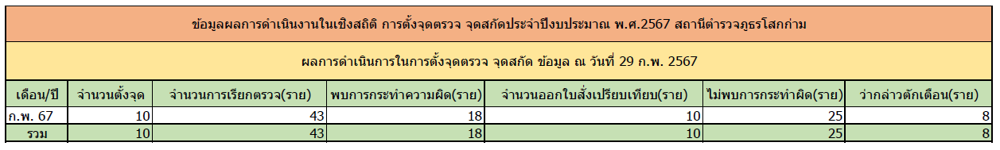 ข้อมูลผลการดำเนินงานในเชิงสถิติ การตั้งจุดตรวจ จุดสกัดประจำปีงบประมาณ พ.ศ.2567 สถานีตำรวจภูธรโสกก่าม
ผลการดำเนินการในการตั้งจุดตรวจ จุดสกัด ข้อมูล ณ วันที่ 29 ก.พ. 2567
เดือน/ปี จำนวนตั้งจุด จำนวนการเรียกตรวจ(ราย) พบการกระทำความผิด(ราย) จำนวนออกใบสั่งเปรียบเทียบ(ราย) ไม่พบการกระทำผิด(ราย) ว่ากล่าวตักเตือน(ราย)
ก.พ. 67 10 43 18 10 25 8
รวม 10 43 18 10 25 8